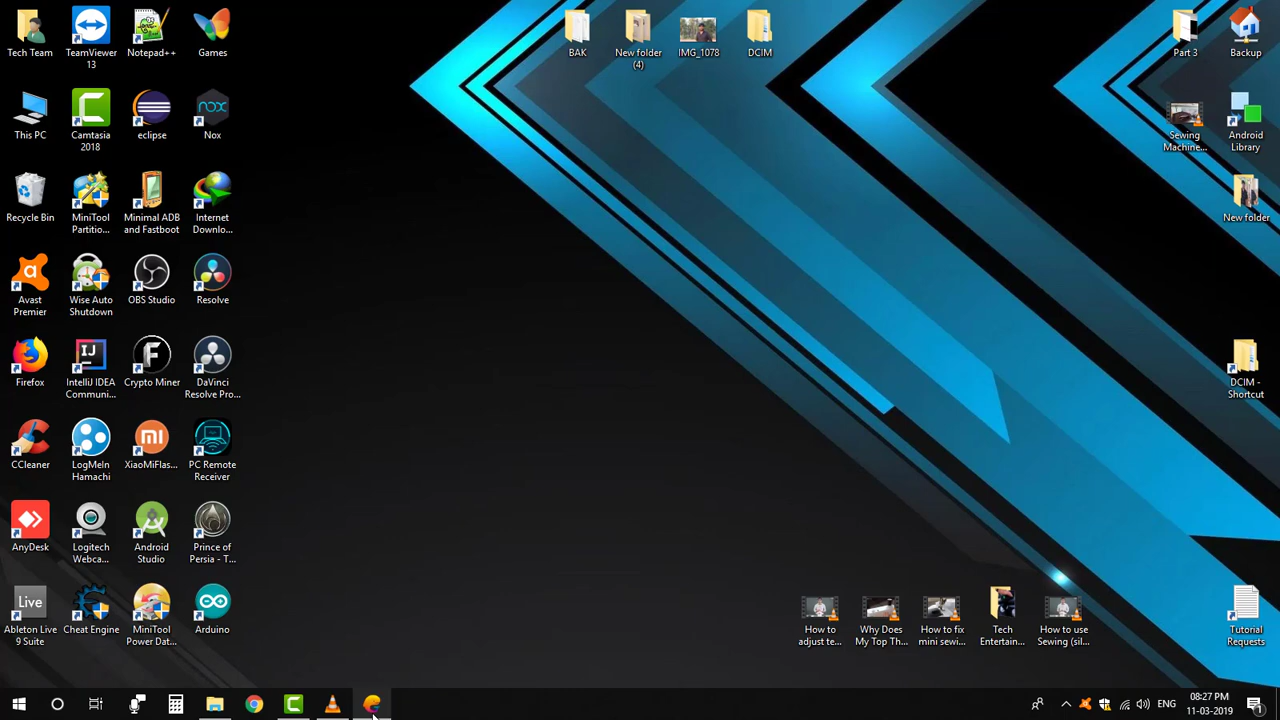 Tech Team
TeamViewer
13
Notepad++
Games
BAK
New folder
(4)
IMG_1078
DCIM
Part 3
Backup
This PC
Camtasia
2018
eclipse
nox
Nox
Sewing
Machine...
Android
Library
Recycle Bin
MiniTool
Partitio...
Minimal ADB
and Fastboot
Internet
Downlo...
New folder
Avast
Premier
Wise Auto
Shutdown
OBS Studio
Resolve
IJ
Firefox
IntelliJ IDEA
Communi...
Crypto Miner
DaVinci
Resolve Pro...
DCIM -
Shortcut
CCleaner
LogMeIn
Hamachi
XiaoMiFlas...
PC Remote
Receiver
AnyDesk
Logitech
Webca...
Android
Studio
Prince of
Persia - T...
Live
Ableton Live
9 Suite
Cheat Engine
MiniTool
Power Dat...
Arduino
How to
adjust te...
Why Does
My Top Th...
How to fix
mini sewi...
Tech
Entertain...
How to use
Sewing (sil...
Tutorial
Requests
ENG
08:27 PM
11-03-2019
1